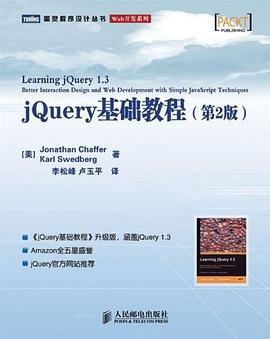 TURING 图灵程序设计丛书 Web开发系列
PACKT
PUBLISHING
Learning jQuery 1.3
Better Interaction Design and Web Development with Simple JavaScript Techniques
jQuery基础教程(第2版)
[美] Jonathan Chaffer 著
Karl Swedberg
李松峰 卢玉平 译
《jQuery基础教程》升级版，涵盖jQuery 1.3
Amazon全五星盛誉
jQuery官方网站推荐
Learning jQuery 1.3
人民邮电出版社
POSTS & TELECOM PRESS